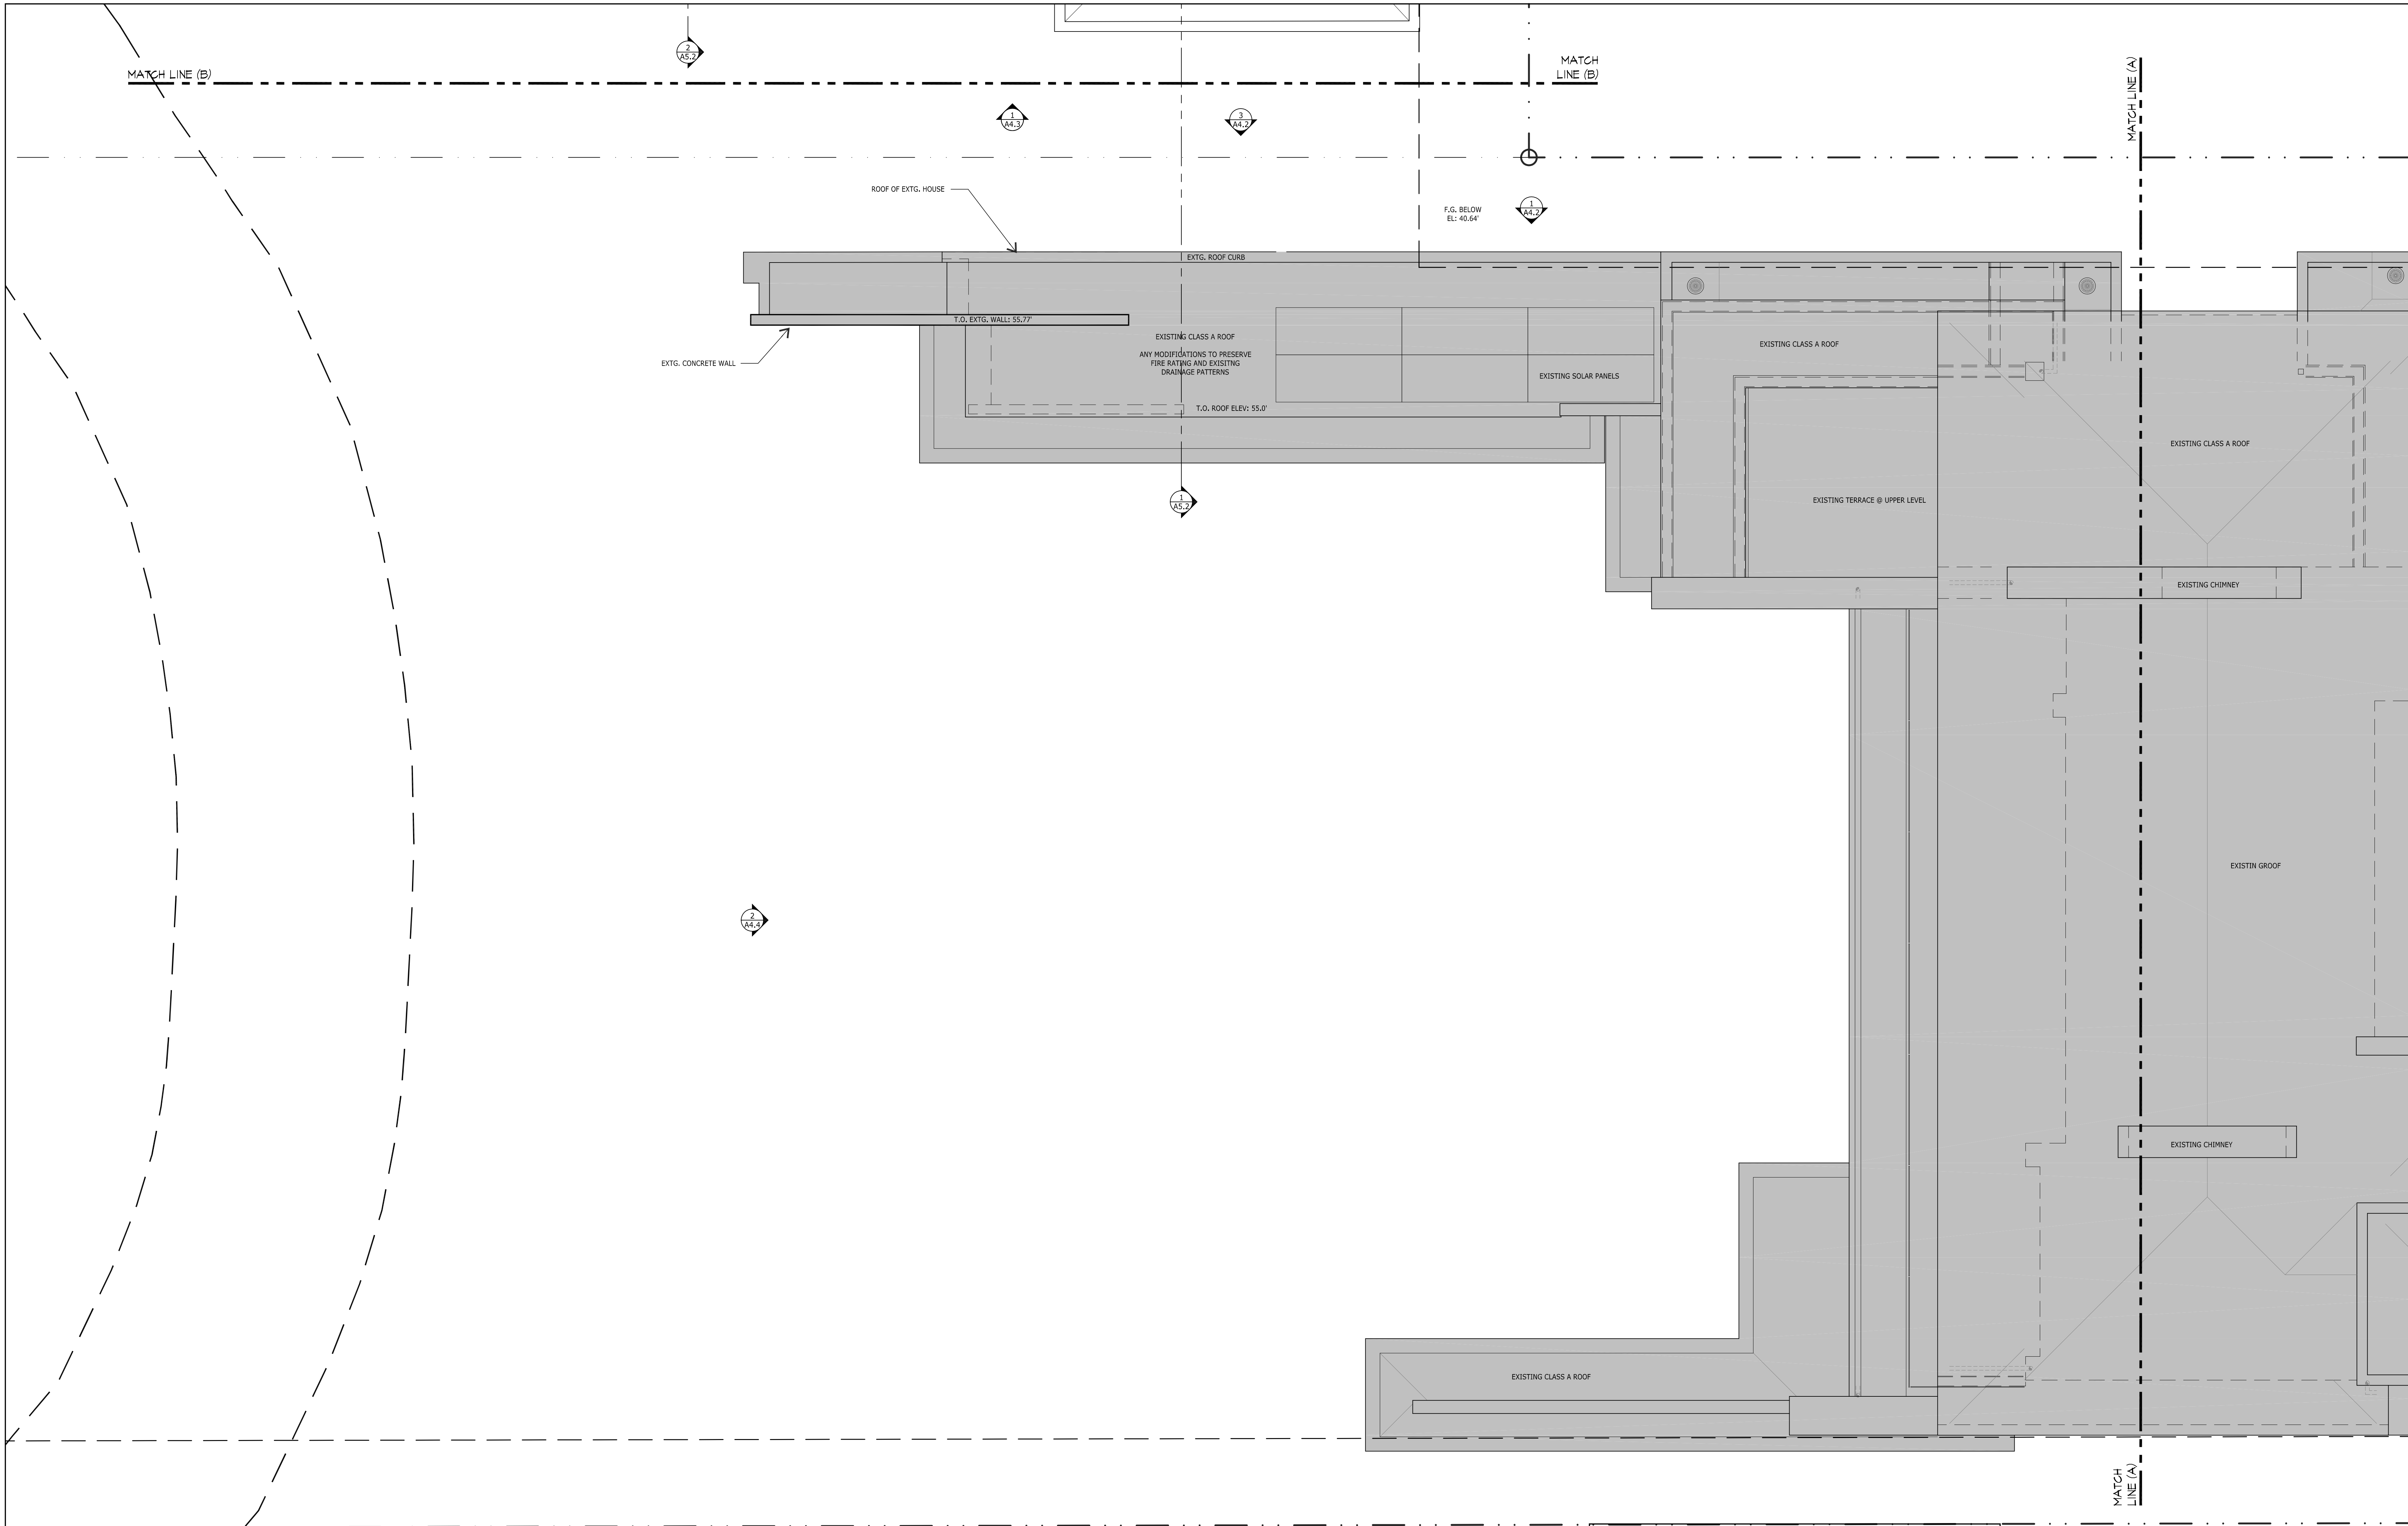 2
A5.2
MATCH LINE (B)
MATCH
LINE (B)
MATCH LINE (A)
1
A4.3
3
A4.2
ROOF OF EXTG. HOUSE
F.G. BELOW
EL: 40.64'
1
A4.2
EXTG. ROOF CURB
T.O. EXTG. WALL: 55.77'
EXISTING CLASS A ROOF
ANY MODIFICATIONS TO PRESERVE
FIRE RATING AND EXISITNG
DRAINAGE PATTERNS
EXTG. CONCRETE WALL
EXISTING SOLAR PANELS
EXISTING CLASS A ROOF
T.O. ROOF ELEV: 55.0'
EXISTING CLASS A ROOF
1
A5.2
EXISTING TERRACE @ UPPER LEVEL
EXISTING CHIMNEY
EXISTIN GROOF
2
A4.4
EXISTING CHIMNEY
EXISTING CLASS A ROOF
MATCH
LINE (A)